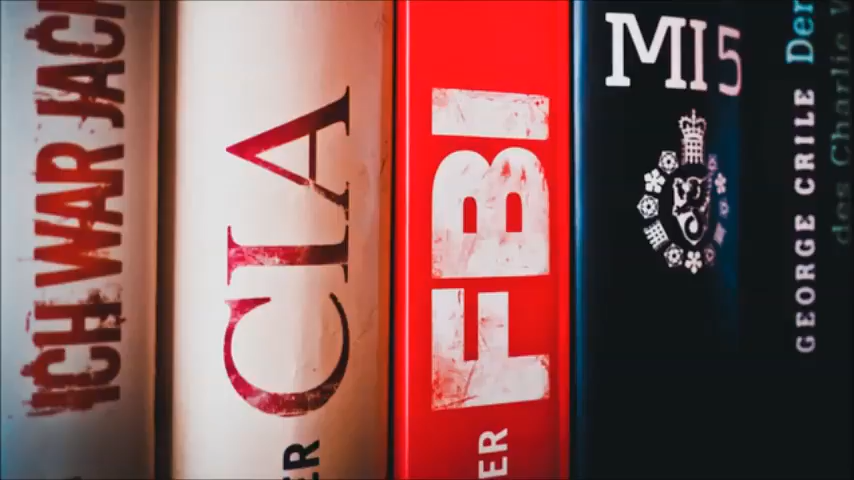 ICH WAR JACK
ER CIA
ER FBI
MI5
GEORGE CRILE Der
des Charlie